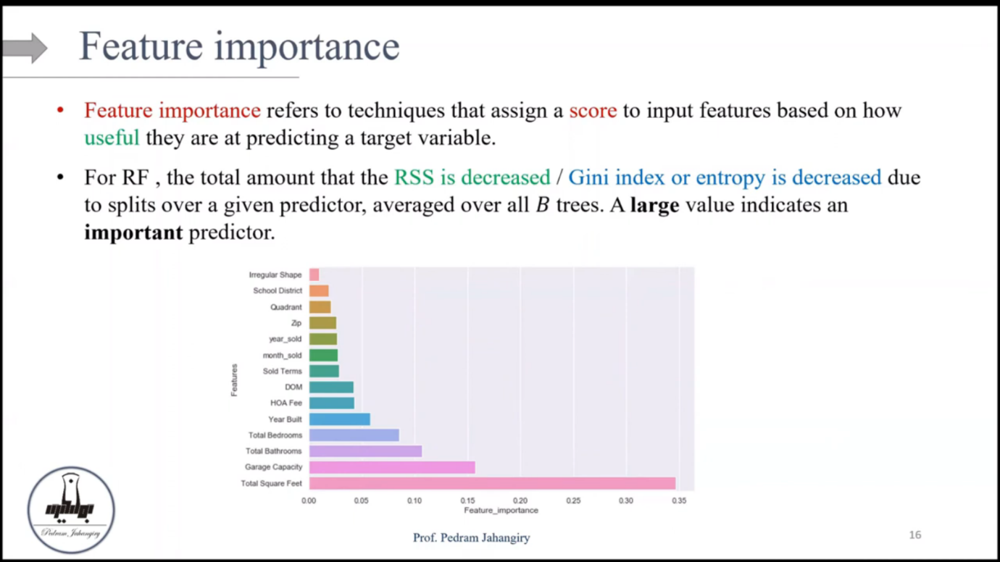 Feature importance
• Feature importance refers to techniques that assign a score to input features based on how
useful they are at predicting a target variable.
• For RF , the total amount that the RSS is decreased / Gini index or entropy is decreased due
to splits over a given predictor, averaged over all B trees. A large value indicates an
important predictor.
Features
Irregular Shape
School District
Quadrant
Zip
year_sold
month_sold
Sold Terms
DOM
HOA Fee
Year Built
Total Bedrooms
Total Bathrooms
Garage Capacity
Total Square Feet
0.00 0.05 0.10 0.15 0.20 0.25 0.30 0.35
Feature_importance
Pedram Jahangiry
Prof. Pedram Jahangiry
16